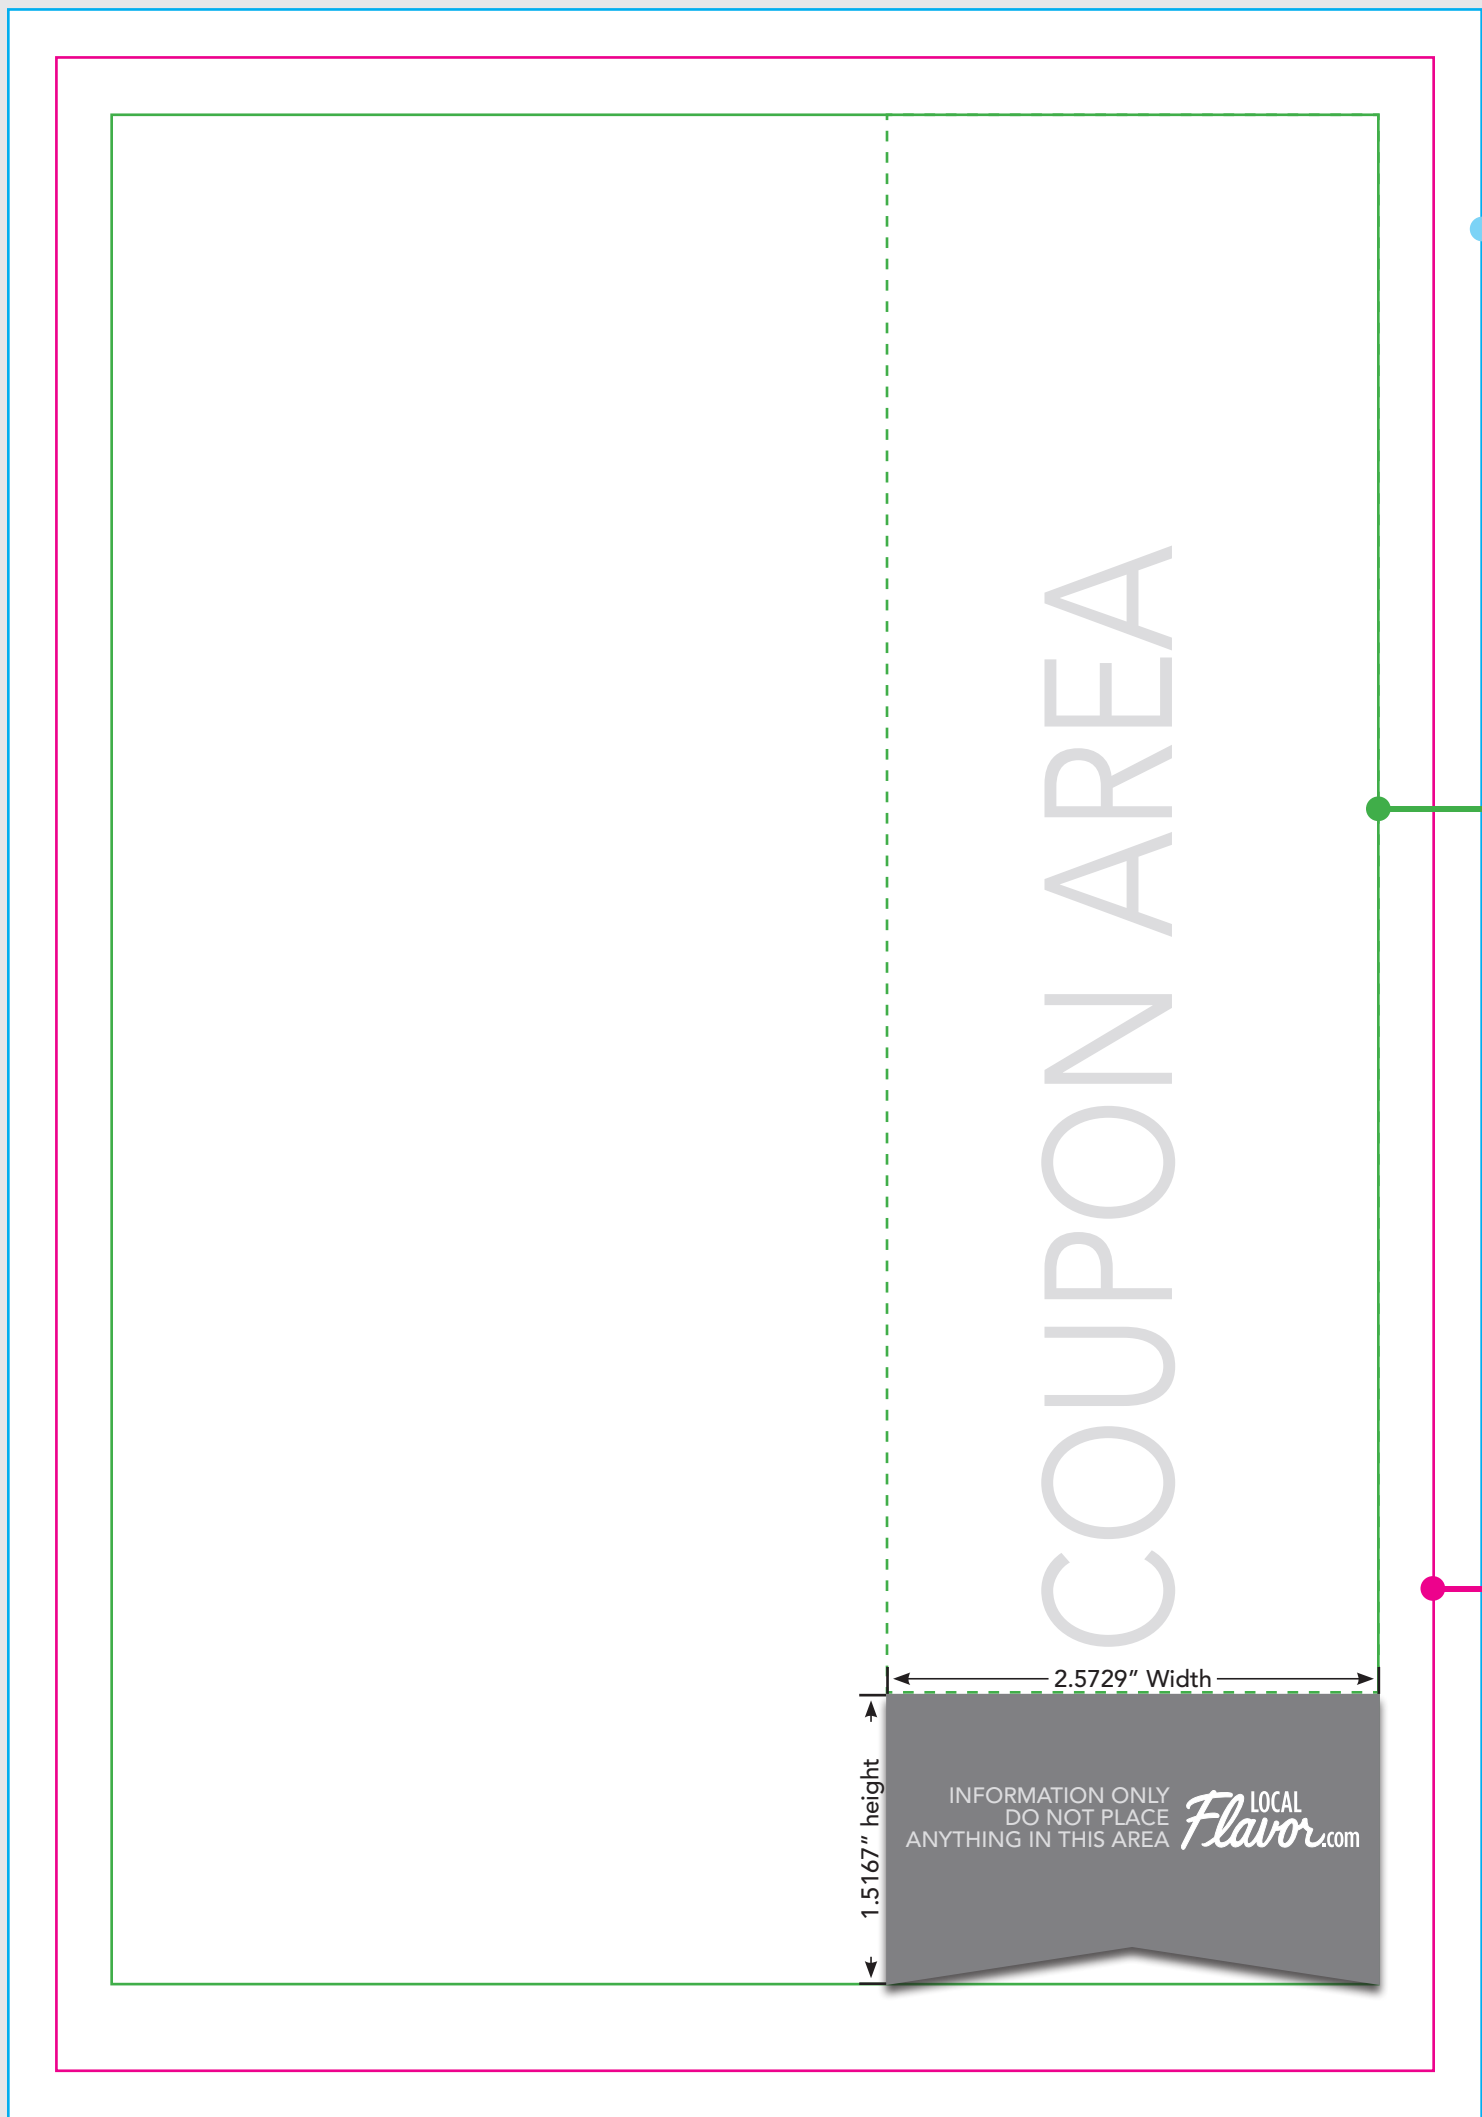 COUPON AREA
2.5729” Width
1.5167” height
INFORMATION ONLY
DO NOT PLACE
ANYTHING IN THIS AREA
LOCAL
Flavor.com